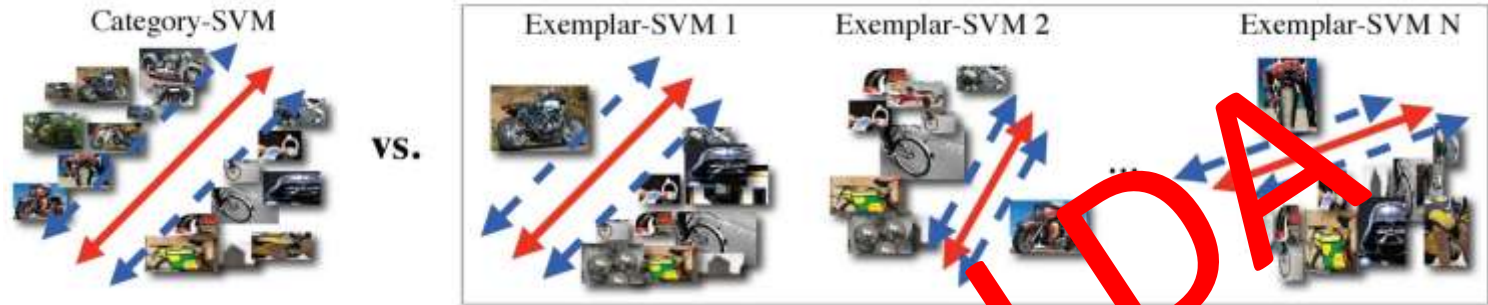 Category-SVM
vs.
Exemplar-SVM 1
Exemplar-SVM 2
...
Exemplar-SVM N
LDA